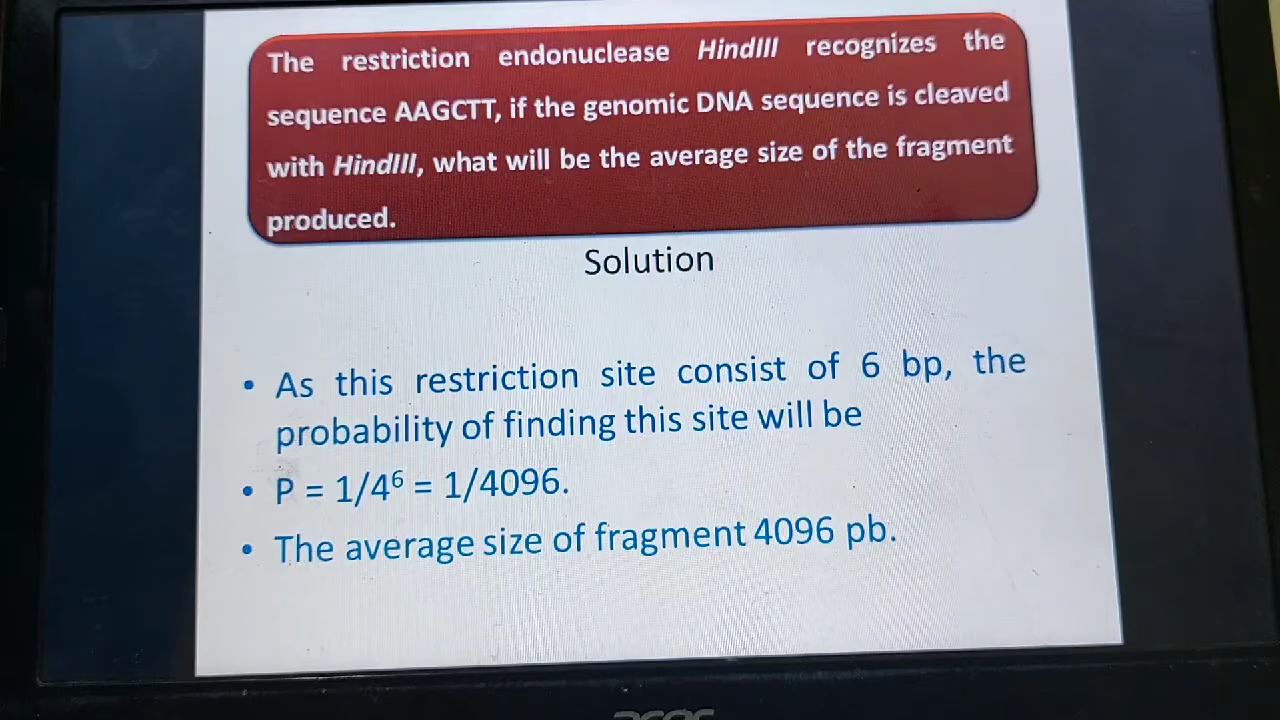 The restriction endonuclease HindIII recognizes the
sequence AAGCTT, if the genomic DNA sequence is cleaved
with HindIII, what will be the average size of the fragment
produced.
Solution
• As this restriction site consist of 6 bp, the
probability of finding this site will be
• P = 1/4⁶ = 1/4096.
• The average size of fragment 4096 pb.
acer